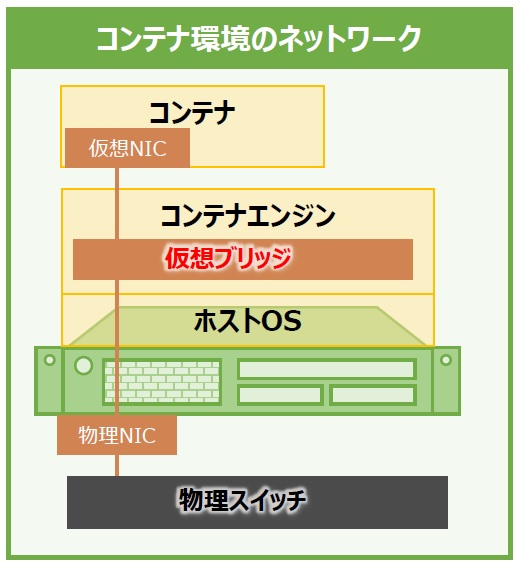 コンテナ環境のネットワーク
コンテナ
仮想NIC
コンテナエンジン
仮想ブリッジ
ホストOS
物理NIC
物理スイッチ